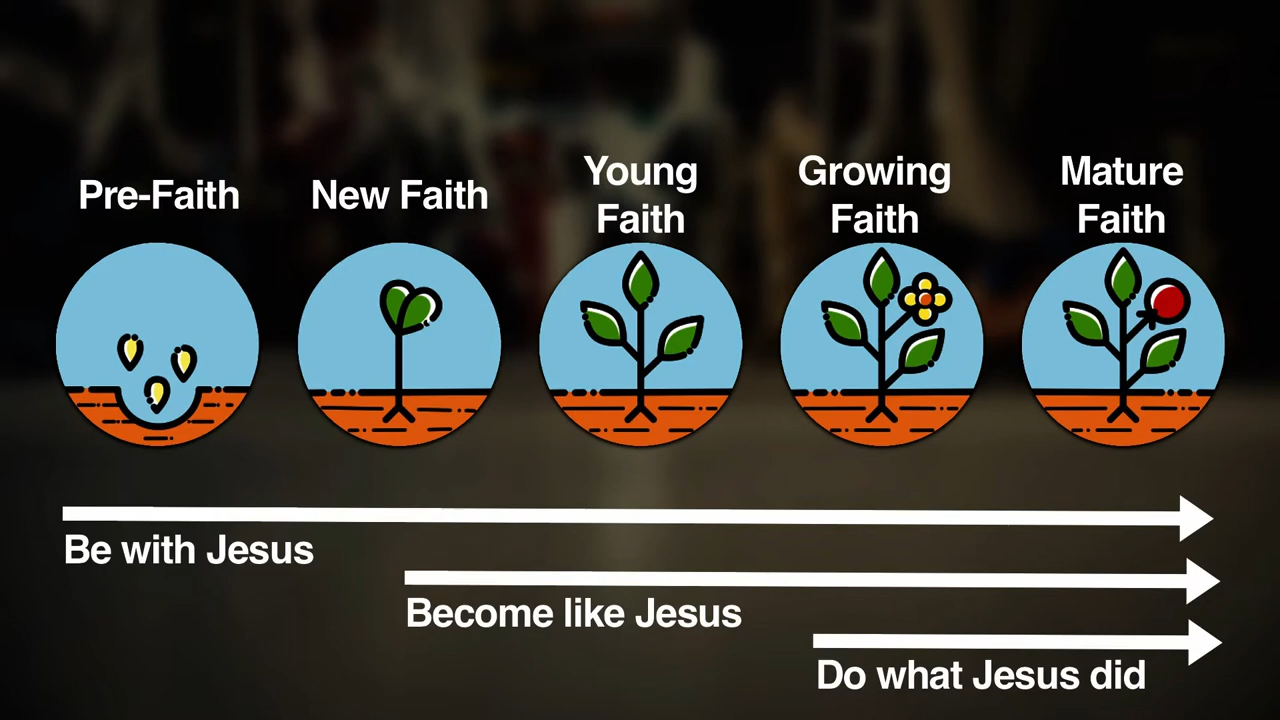 Pre-Faith
New Faith
Young
Faith
Growing
Faith
Mature
Faith
Be with Jesus
Become like Jesus
Do what Jesus did